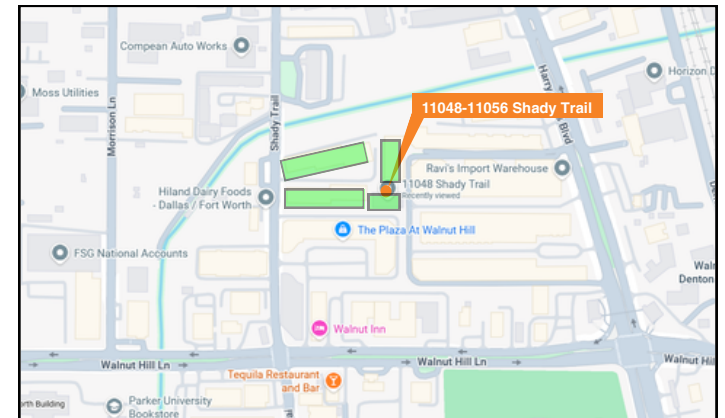 Compean Auto Works
Horizon D
Moss Utilities
Harry
s Blvd
11048-11056 Shady Trail
Morrison Ln
Shady Trail
Ravi's Import Warehouse
11048 Shady Trail
Recently viewed
Hiland Dairy Foods
- Dallas / Fort Worth
The Plaza At Walnut Hill
FSG National Accounts
Waln
Denton
Walnut Inn
Walnut Hill Ln
Walnut Hill Ln
Walnut Hil
Tequila Restaurant
and Bar
orth Building
Parker University
Bookstore